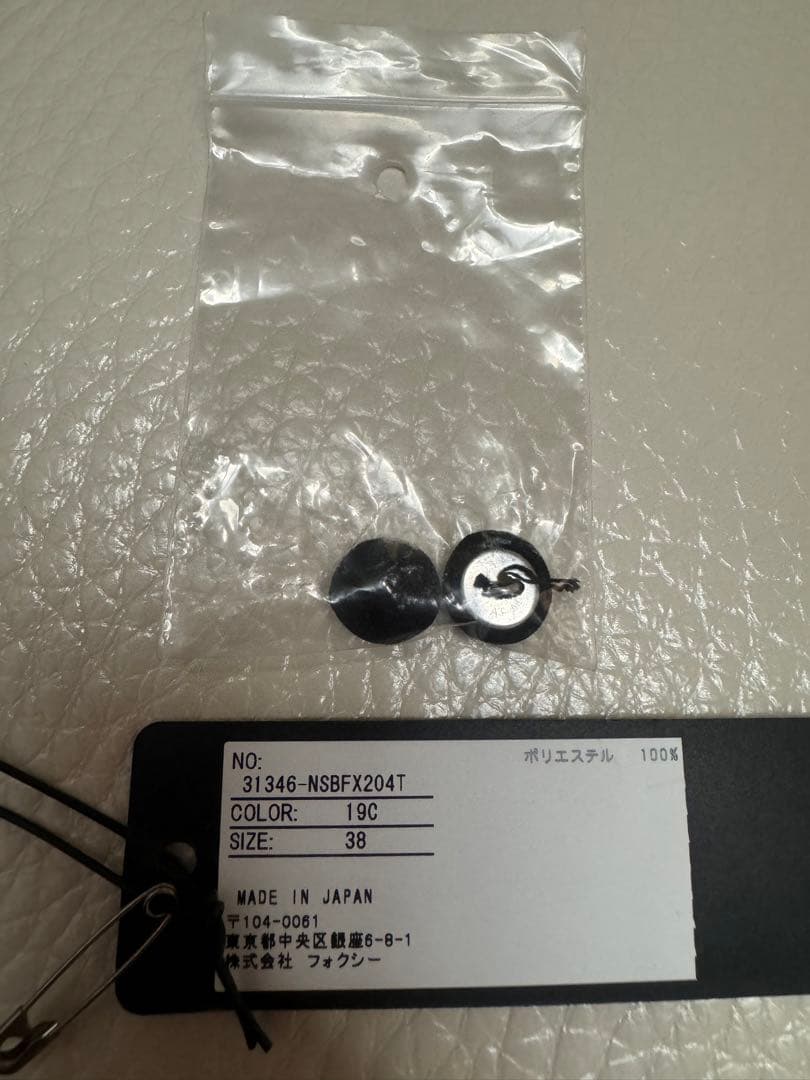 NO:
31346-NSBFX204T
COLOR: 19C
SIZE: 38
ポリエステル 100%
MADE IN JAPAN
〒104-0061
東京都中央区銀座6-8-1
株式会社 フォクシー